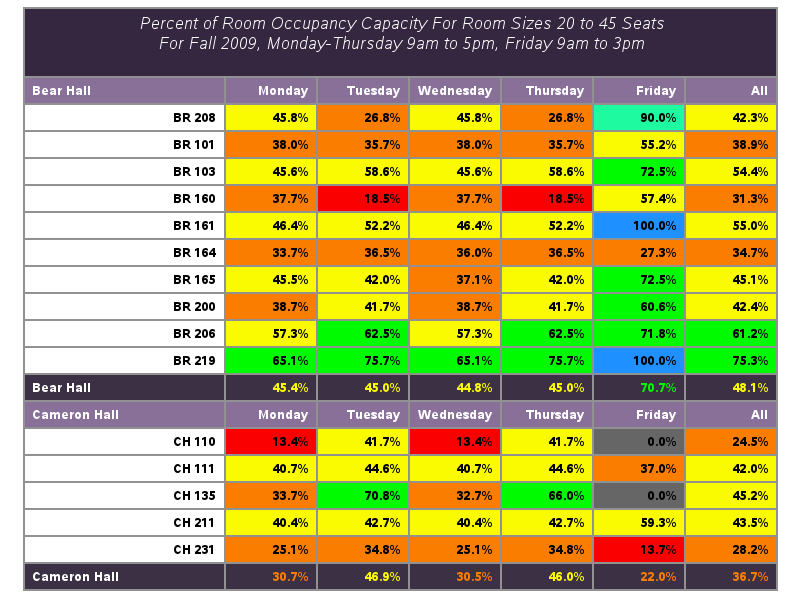 Percent of Room Occupancy Capacity For Room Sizes 20 to 45 Seats
For Fall 2009, Monday-Thursday 9am to 5pm, Friday 9am to 3pm
Bear Hall Monday Tuesday Wednesday Thursday Friday All
BR 208 45.8% 26.8% 45.8% 26.8% 90.0% 42.3%
BR 101 38.0% 35.7% 38.0% 35.7% 55.2% 38.9%
BR 103 45.6% 58.6% 45.6% 58.6% 72.5% 54.4%
BR 160 37.7% 18.5% 37.7% 18.5% 57.4% 31.3%
BR 161 46.4% 52.2% 46.4% 52.2% 100.0% 55.0%
BR 164 33.7% 36.5% 36.0% 36.5% 27.3% 34.7%
BR 165 45.5% 42.0% 37.1% 42.0% 72.5% 45.1%
BR 200 38.7% 41.7% 38.7% 41.7% 60.6% 42.4%
BR 206 57.3% 62.5% 57.3% 62.5% 71.8% 61.2%
BR 219 65.1% 75.7% 65.1% 75.7% 100.0% 75.3%
Bear Hall 45.4% 45.0% 44.8% 45.0% 70.7% 48.1%
Cameron Hall Monday Tuesday Wednesday Thursday Friday All
CH 110 13.4% 41.7% 13.4% 41.7% 0.0% 24.5%
CH 111 40.7% 44.6% 40.7% 44.6% 37.0% 42.0%
CH 135 33.7% 70.8% 32.7% 66.0% 0.0% 45.2%
CH 211 40.4% 42.7% 40.4% 42.7% 59.3% 43.5%
CH 231 25.1% 34.8% 25.1% 34.8% 13.7% 28.2%
Cameron Hall 30.7% 46.9% 30.5% 46.0% 22.0% 36.7%